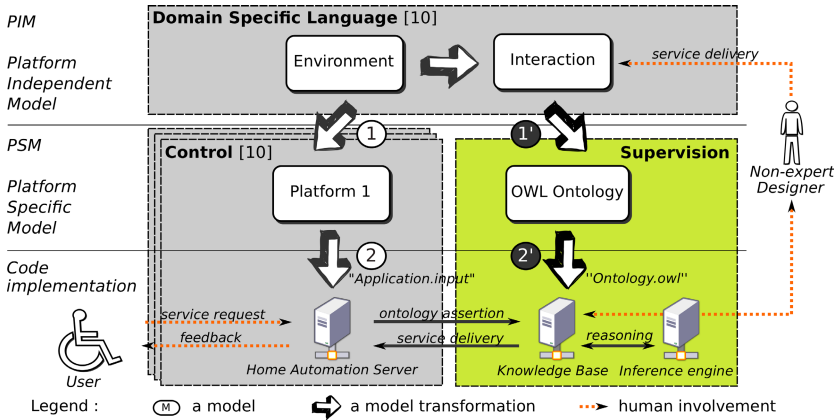 PIM
Platform
Independent
Model
Domain Specific Language [10]
Environment
Interaction
service delivery
Non-expert
Designer
PSM
Platform
Specific
Model
1
1'
Control [10]
Supervision
Platform 1
OWL Ontology
2
2'
Code
implementation
"Application.input"
''Ontology.owl''
service request
feedback
ontology assertion
service delivery
reasoning
User
Home Automation Server
Knowledge Base
Inference engine
Legend :
M
a model
a model transformation
human involvement